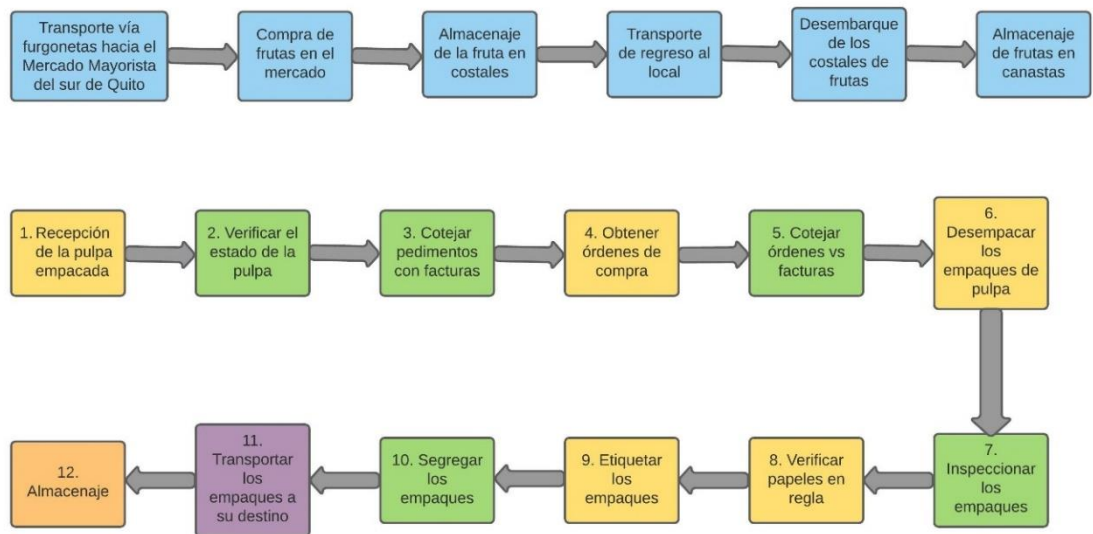 Transporte vía
furgonetas hacia el
Mercado Mayorista
del sur de Quito
Compra de
frutas en el
mercado
Almacenaje
de la fruta en
costales
Transporte
de regreso al
local
Desembarque
de los
costales de
frutas
Almacenaje
de frutas en
canastas
1. Recepción
de la pulpa
empacada
2. Verificar el
estado de la
pulpa
3. Cotejar
pedimentos
con facturas
4. Obtener
órdenes de
compra
5. Cotejar
órdenes vs
facturas
6.
Desempacar
los
empaques de
pulpa
7.
Inspeccionar
los
empaques
8. Verificar
papeles en
regla
9. Etiquetar
los
empaques
10. Segregar
los
empaques
11.
Transportar
los
empaques a
su destino
12.
Almacenaje